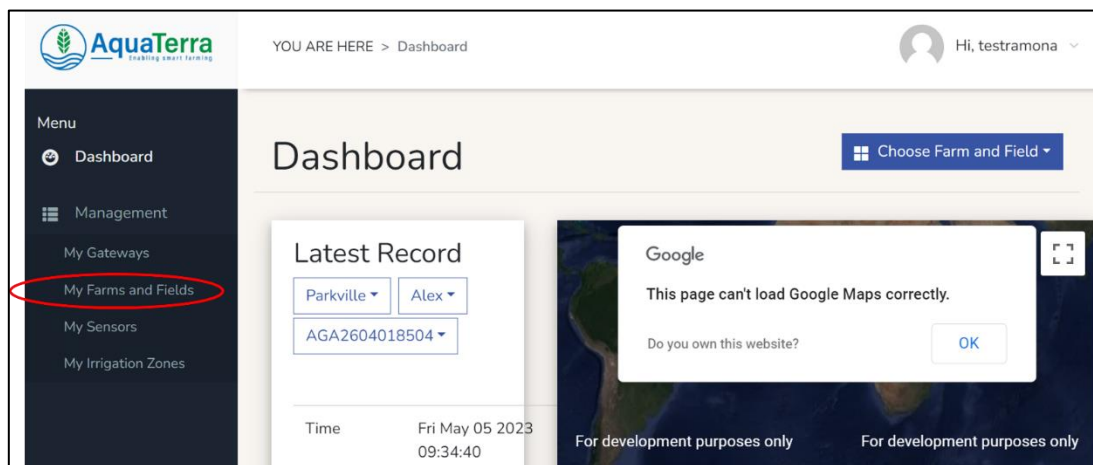 AquaTerra
Enabling smart farming
YOU ARE HERE > Dashboard
Hi, testramona
Menu
Dashboard
Management
My Gateways
My Farms and Fields
My Sensors
My Irrigation Zones
Dashboard
Choose Farm and Field
Latest Record
Parkville
Alex
AGA2604018504
Time
Fri May 05 2023
09:34:40
Google
This page can't load Google Maps correctly.
Do you own this website?
OK
For development purposes only
For development purposes only